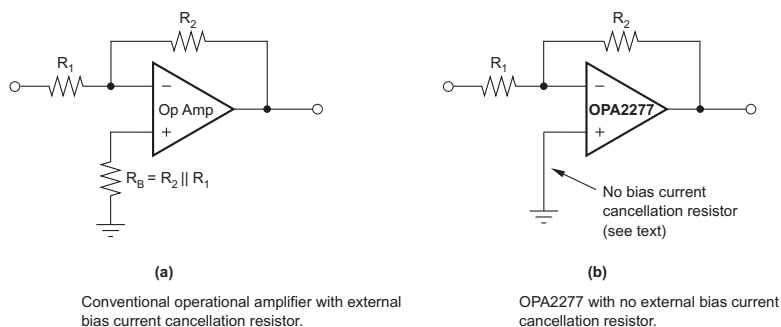 R2
R1
−
Op Amp
+
RB = R2 || R1
(a)
Conventional operational amplifier with external
bias current cancellation resistor.
R2
R1
−
OPA2277
+
No bias current
cancellation resistor
(see text)
(b)
OPA2277 with no external bias current
cancellation resistor.